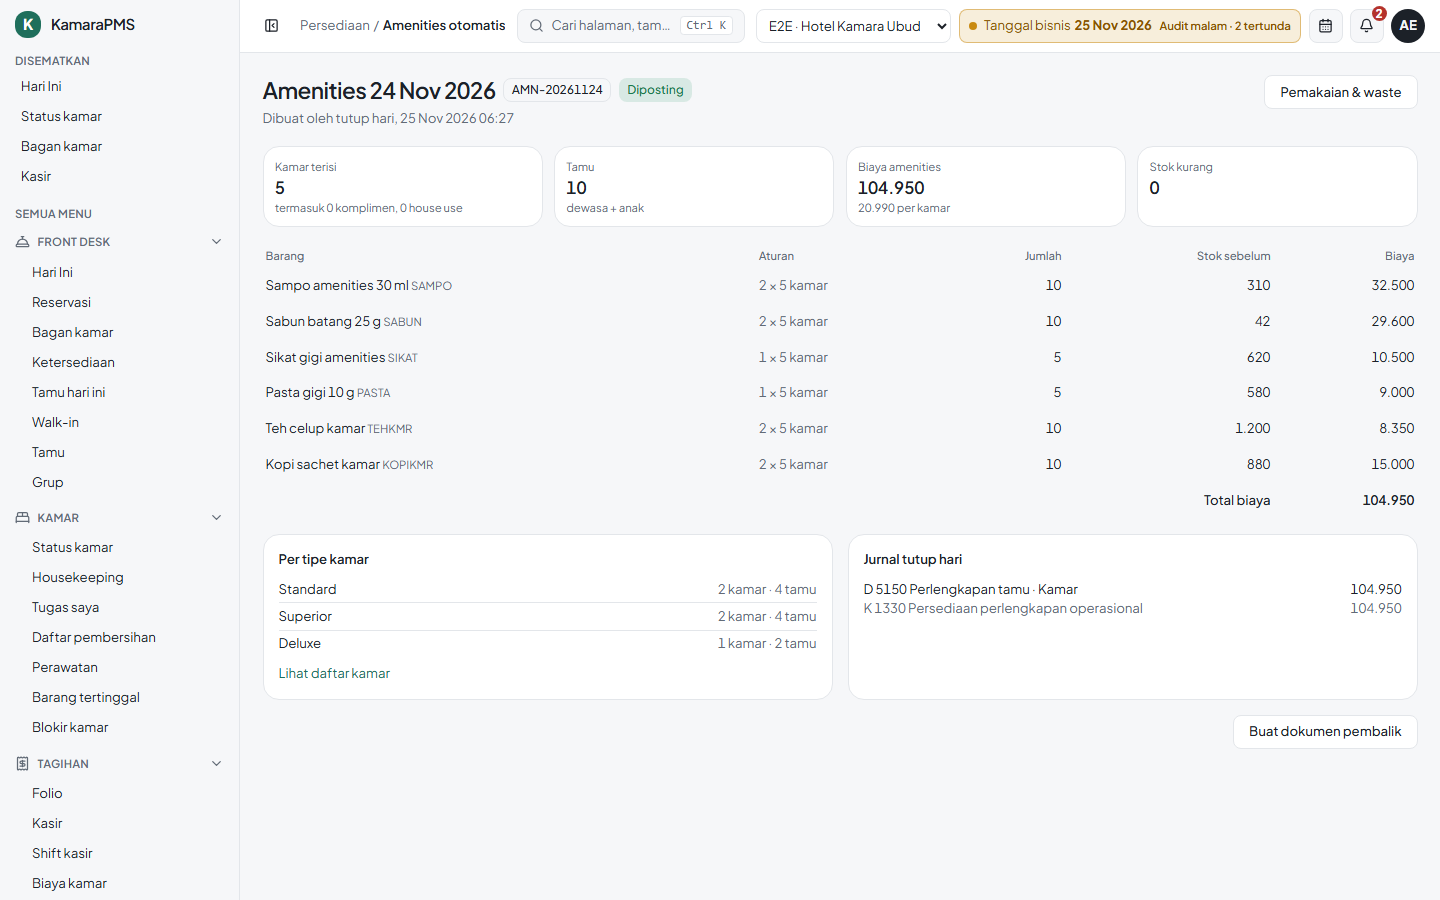 K KamaraPMS
DISEMATKAN
Hari Ini
Status kamar
Bagan kamar
Kasir
SEMUA MENU
FRONT DESK
Hari Ini
Reservasi
Bagan kamar
Ketersediaan
Tamu hari ini
Walk-in
Tamu
Grup
KAMAR
Status kamar
Housekeeping
Tugas saya
Daftar pembersihan
Perawatan
Barang tertinggal
Blokir kamar
TAGIHAN
Folio
Kasir
Shift kasir
Biaya kamar
Persediaan / Amenities otomatis
Cari halaman, tam... Ctrl K
E2E · Hotel Kamara Ubud
Tanggal bisnis 25 Nov 2026 Audit malam · 2 tertunda
2
AE
Amenities 24 Nov 2026 AMN-20261124 Diposting
Dibuat oleh tutup hari, 25 Nov 2026 06:27
Pemakaian & waste
Kamar terisi
5
termasuk 0 komplimen, 0 house use
Tamu
10
dewasa + anak
Biaya amenities
104.950
20.990 per kamar
Stok kurang
0
Barang Aturan Jumlah Stok sebelum Biaya
Sampo amenities 30 ml SAMPO 2 × 5 kamar 10 310 32.500
Sabun batang 25 g SABUN 2 × 5 kamar 10 42 29.600
Sikat gigi amenities SIKAT 1 × 5 kamar 5 620 10.500
Pasta gigi 10 g PASTA 1 × 5 kamar 5 580 9.000
Teh celup kamar TEHKMR 2 × 5 kamar 10 1.200 8.350
Kopi sachet kamar KOPIKMR 2 × 5 kamar 10 880 15.000
Total biaya 104.950
Per tipe kamar
Standard 2 kamar · 4 tamu
Superior 2 kamar · 4 tamu
Deluxe 1 kamar · 2 tamu
Lihat daftar kamar
Jurnal tutup hari
D 5150 Perlengkapan tamu · Kamar 104.950
K 1330 Persediaan perlengkapan operasional 104.950
Buat dokumen pembalik